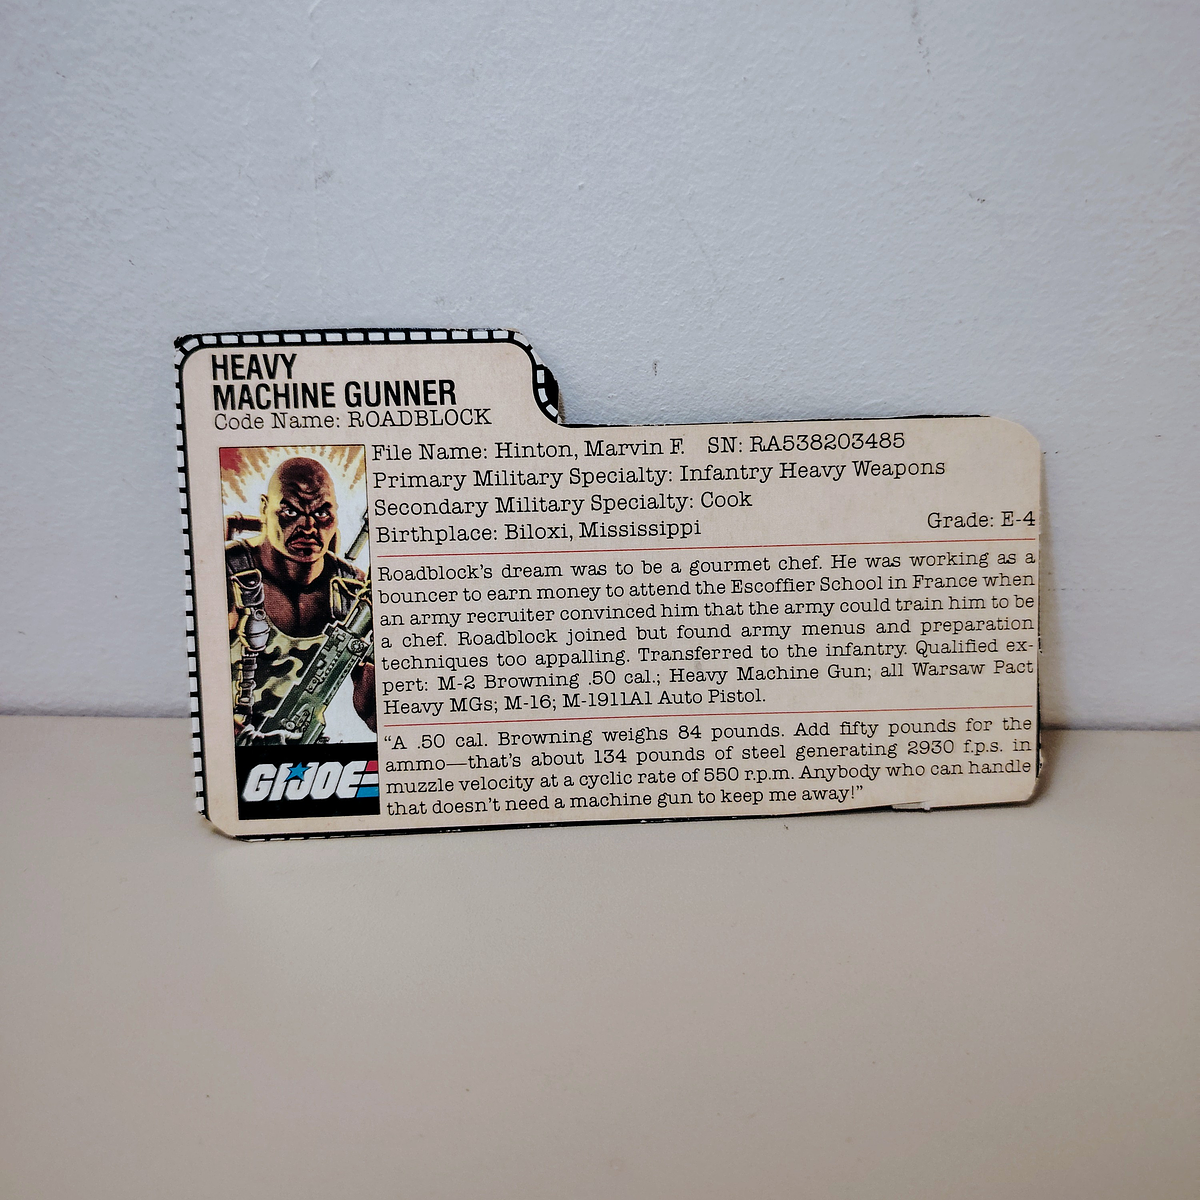 HEAVY
MACHINE GUNNER
Code Name: ROADBLOCK
File Name: Hinton, Marvin F. SN: RA538203485
Primary Military Specialty: Infantry Heavy Weapons
Secondary Military Specialty: Cook
Birthplace: Biloxi, Mississippi Grade: E-4
Roadblock's dream was to be a gourmet chef. He was working as a
bouncer to earn money to attend the Escoffier School in France when
an army recruiter convinced him that the army could train him to be
a chef. Roadblock joined but found army menus and preparation
techniques too appalling. Transferred to the infantry. Qualified ex-
pert: M-2 Browning .50 cal.; Heavy Machine Gun; all Warsaw Pact
Heavy MGs; M-16; M-1911A1 Auto Pistol.
"A .50 cal. Browning weighs 84 pounds. Add fifty pounds for the
ammo—that's about 134 pounds of steel generating 2930 f.p.s. in
muzzle velocity at a cyclic rate of 550 r.p.m. Anybody who can handle
that doesn't need a machine gun to keep me away!"
GI JOE